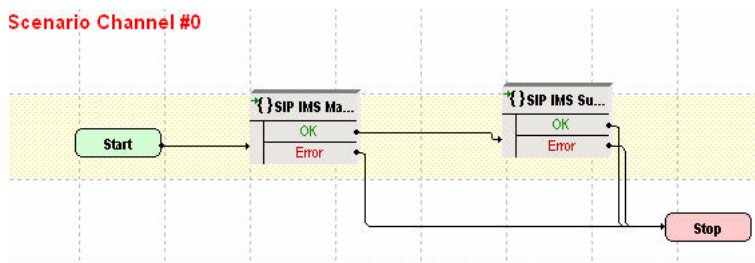 Scenario Channel #0
{}SIP IMS Ma...
OK
Error
{}SIP IMS Su...
OK
Error
Start
Stop